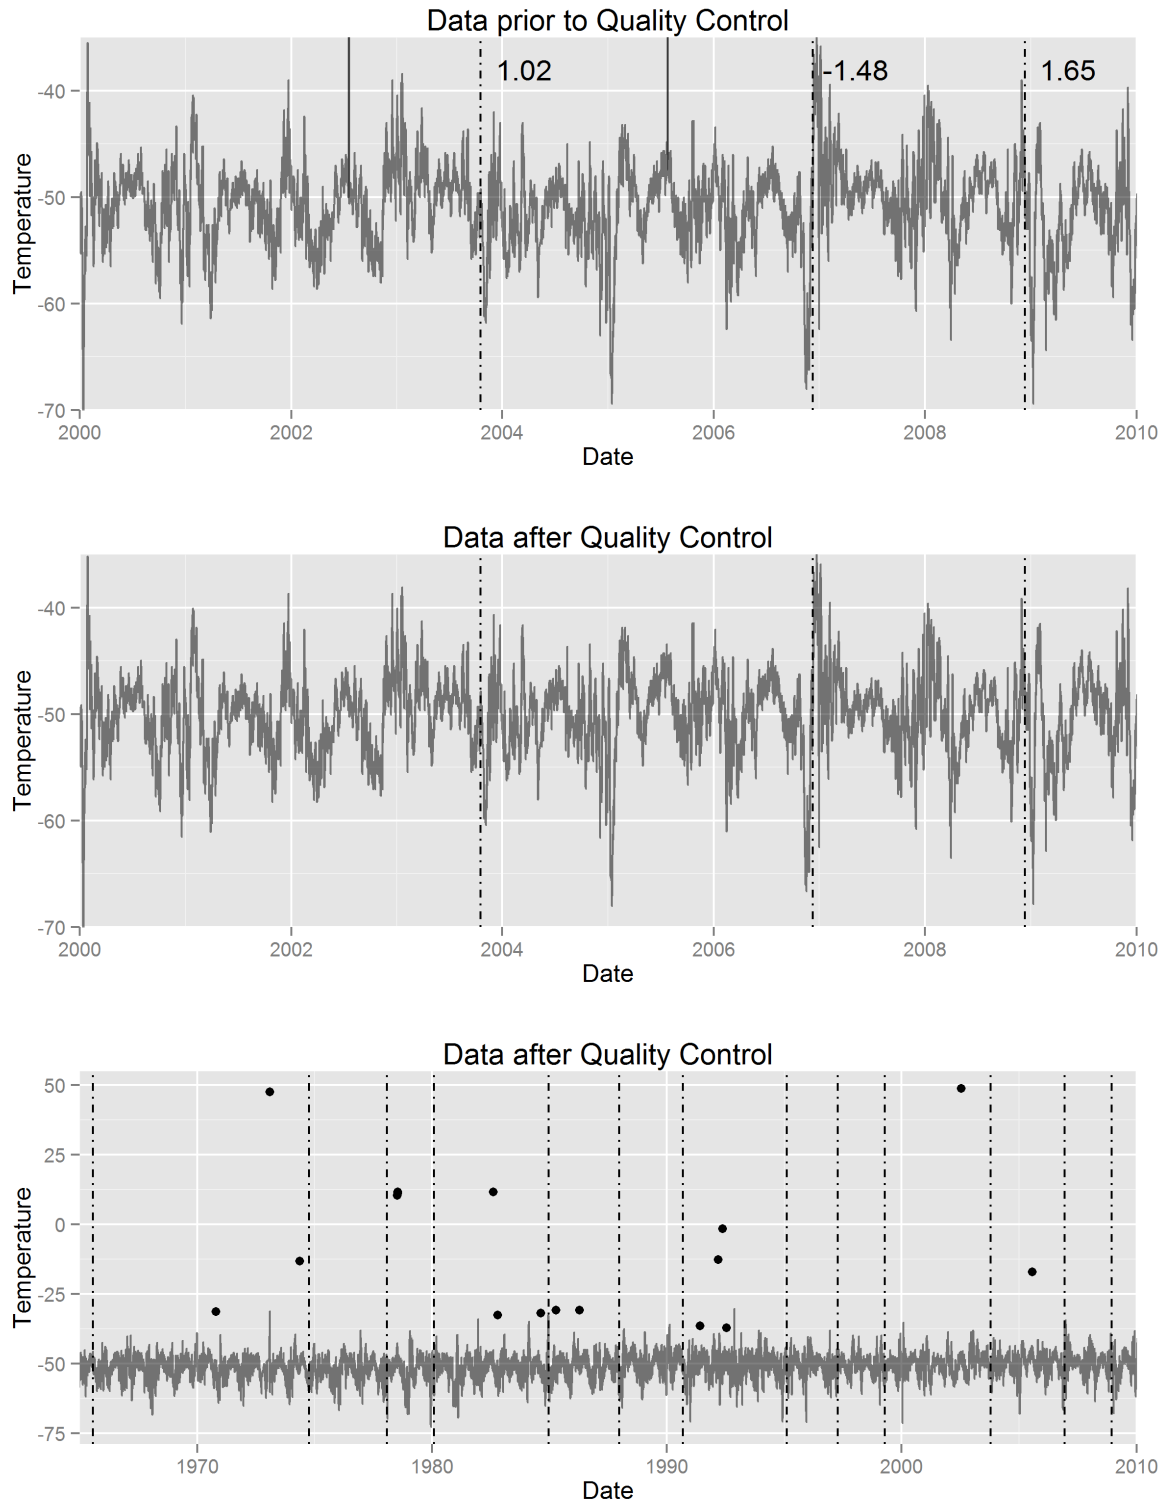 Data prior to Quality Control
1.02
-1.48
1.65
-40
-50
-60
-70
Temperature
2000 2002 2004 2006 2008 2010
Date
Data after Quality Control
-40
-50
-60
-70
Temperature
2000 2002 2004 2006 2008 2010
Date
Data after Quality Control
50
25
0
-25
-50
-75
Temperature
1970 1980 1990 2000 2010
Date